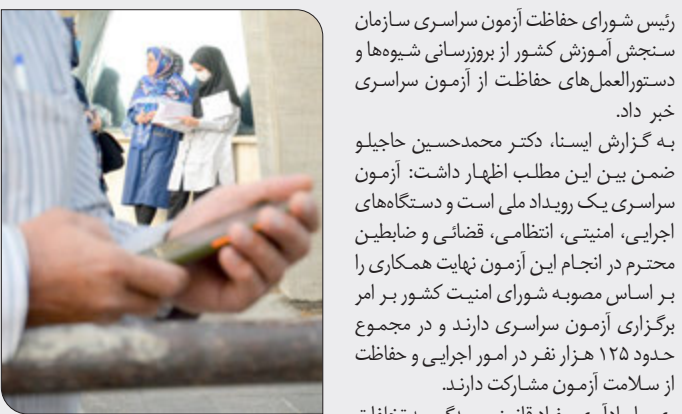 رئیس شورای حفاظت آزمون سراسری سازمان
سنجش آموزش کشور از بروزرسانی شیوه‌ها و
دستورالعمل‌های حفاظت از آزمون سراسری
خبر داد.
به گزارش ایسنا، دکتر محمدحسین حاجیلو
ضمن بین این مطلب اظهار داشت: آزمون
سراسری یک رویداد ملی است و دستگاه‌های
اجرایی، امنیتی، انتظامی، قضائی و ضابطین
محترم در انجام این آزمون نهایت همکاری را
بر اساس مصوبه شورای امنیت کشور بر امر
برگزاری آزمون سراسری دارند و در مجموع
حدود ۱۲۵ هزار نفر در امور اجرایی و حفاظت
از سلامت آزمون مشارکت دارند.